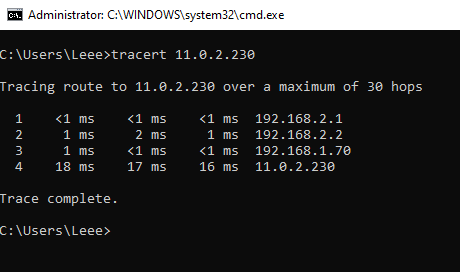 Administrator: C:\WINDOWS\system32\cmd.exe
C:\Users\Leee>tracert 11.0.2.230
Tracing route to 11.0.2.230 over a maximum of 30 hops
1 <1 ms <1 ms <1 ms 192.168.2.1
2 1 ms 2 ms 1 ms 192.168.2.2
3 1 ms <1 ms <1 ms 192.168.1.70
4 18 ms 17 ms 16 ms 11.0.2.230
Trace complete.
C:\Users\Leee>